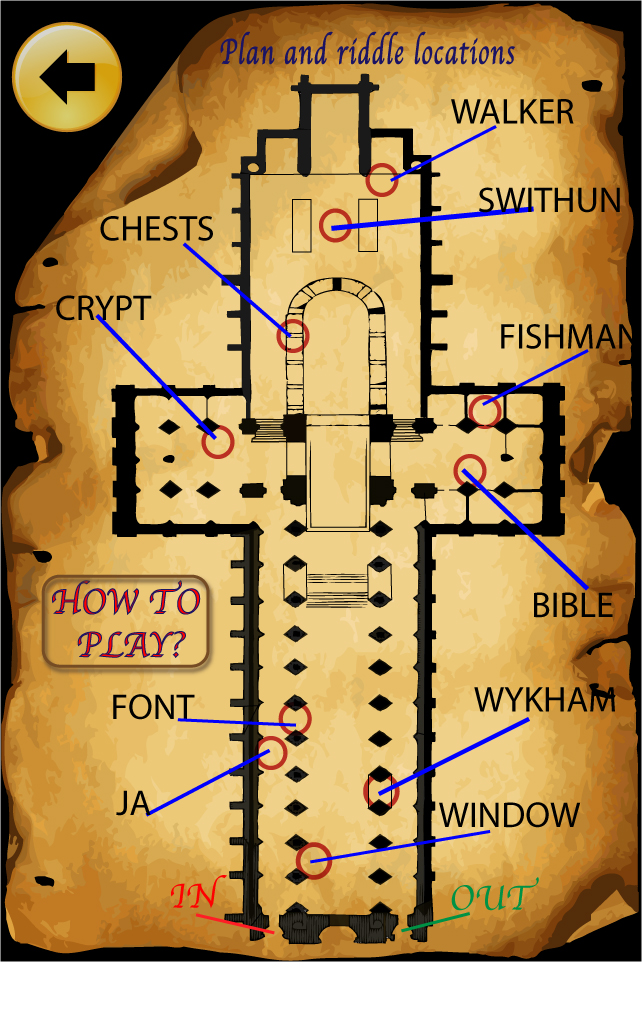 Plan and riddle locations
WALKER
SWITHUN
CHESTS
CRYPT
FISHMAN
BIBLE
HOW TO
PLAY?
FONT
WYKHAM
JA
WINDOW
IN
OUT